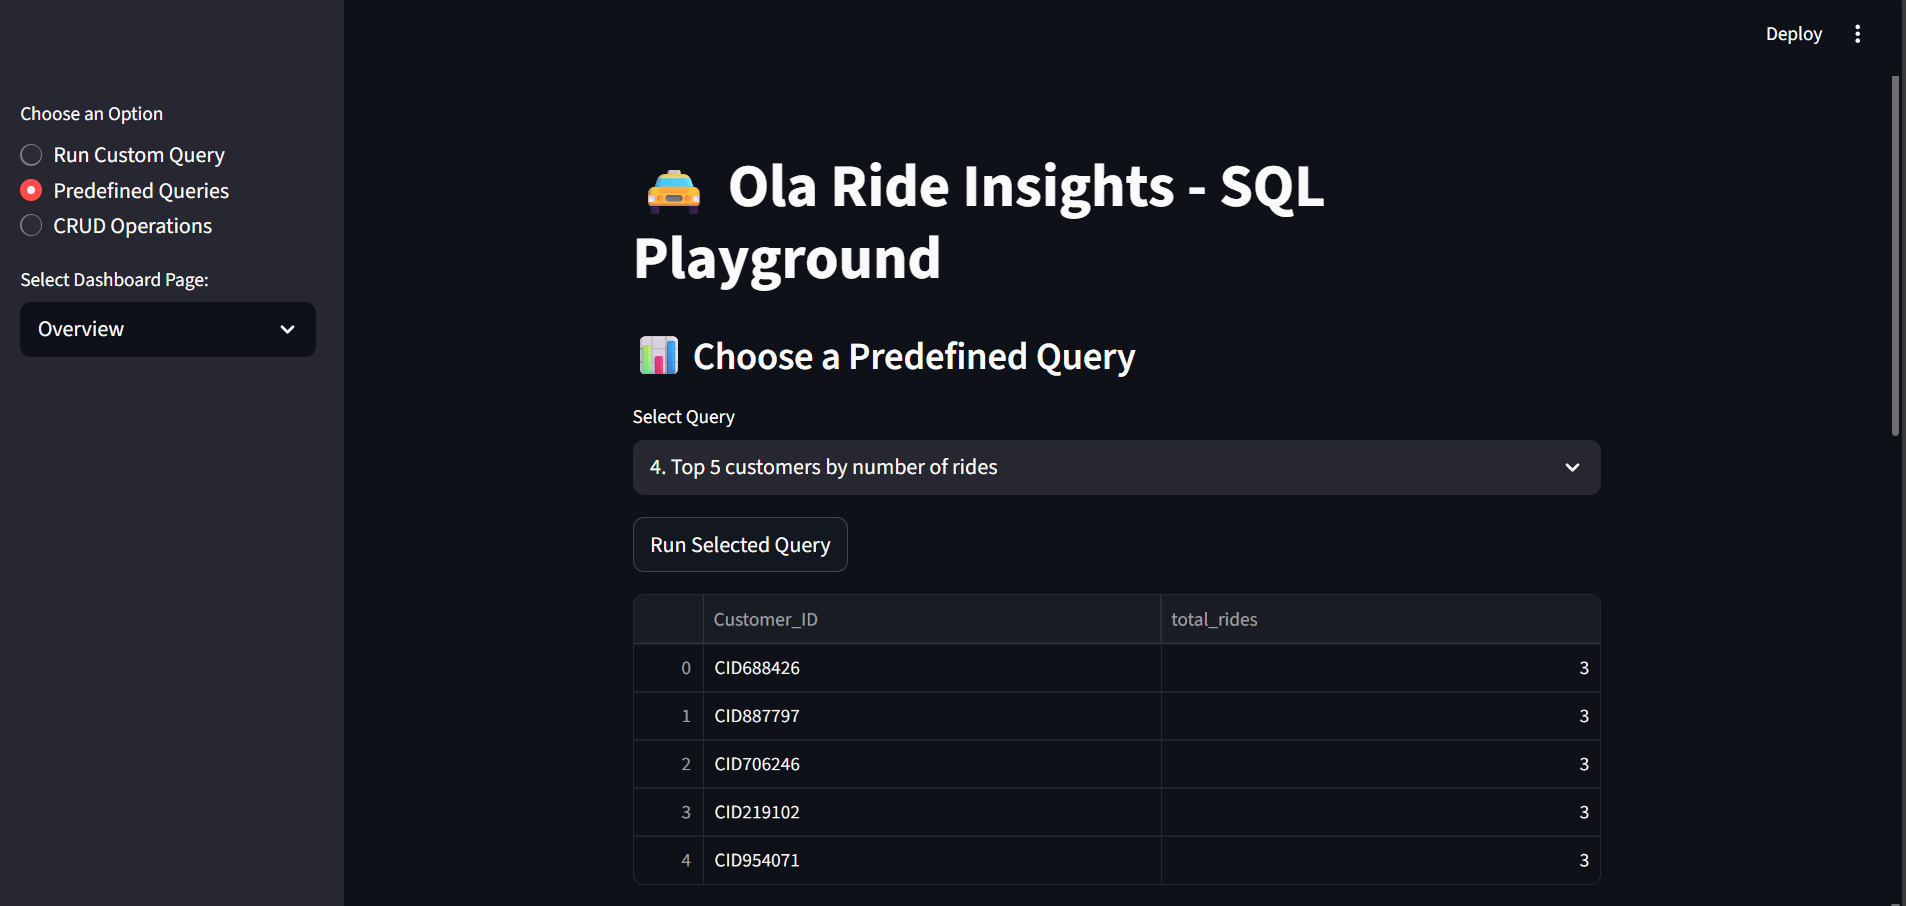 Deploy
Choose an Option
Run Custom Query
Predefined Queries
CRUD Operations
Select Dashboard Page:
Overview
Ola Ride Insights - SQL
Playground
Choose a Predefined Query
Select Query
4. Top 5 customers by number of rides
Run Selected Query
Customer_ID total_rides
0 CID688426 3
1 CID887797 3
2 CID706246 3
3 CID219102 3
4 CID954071 3